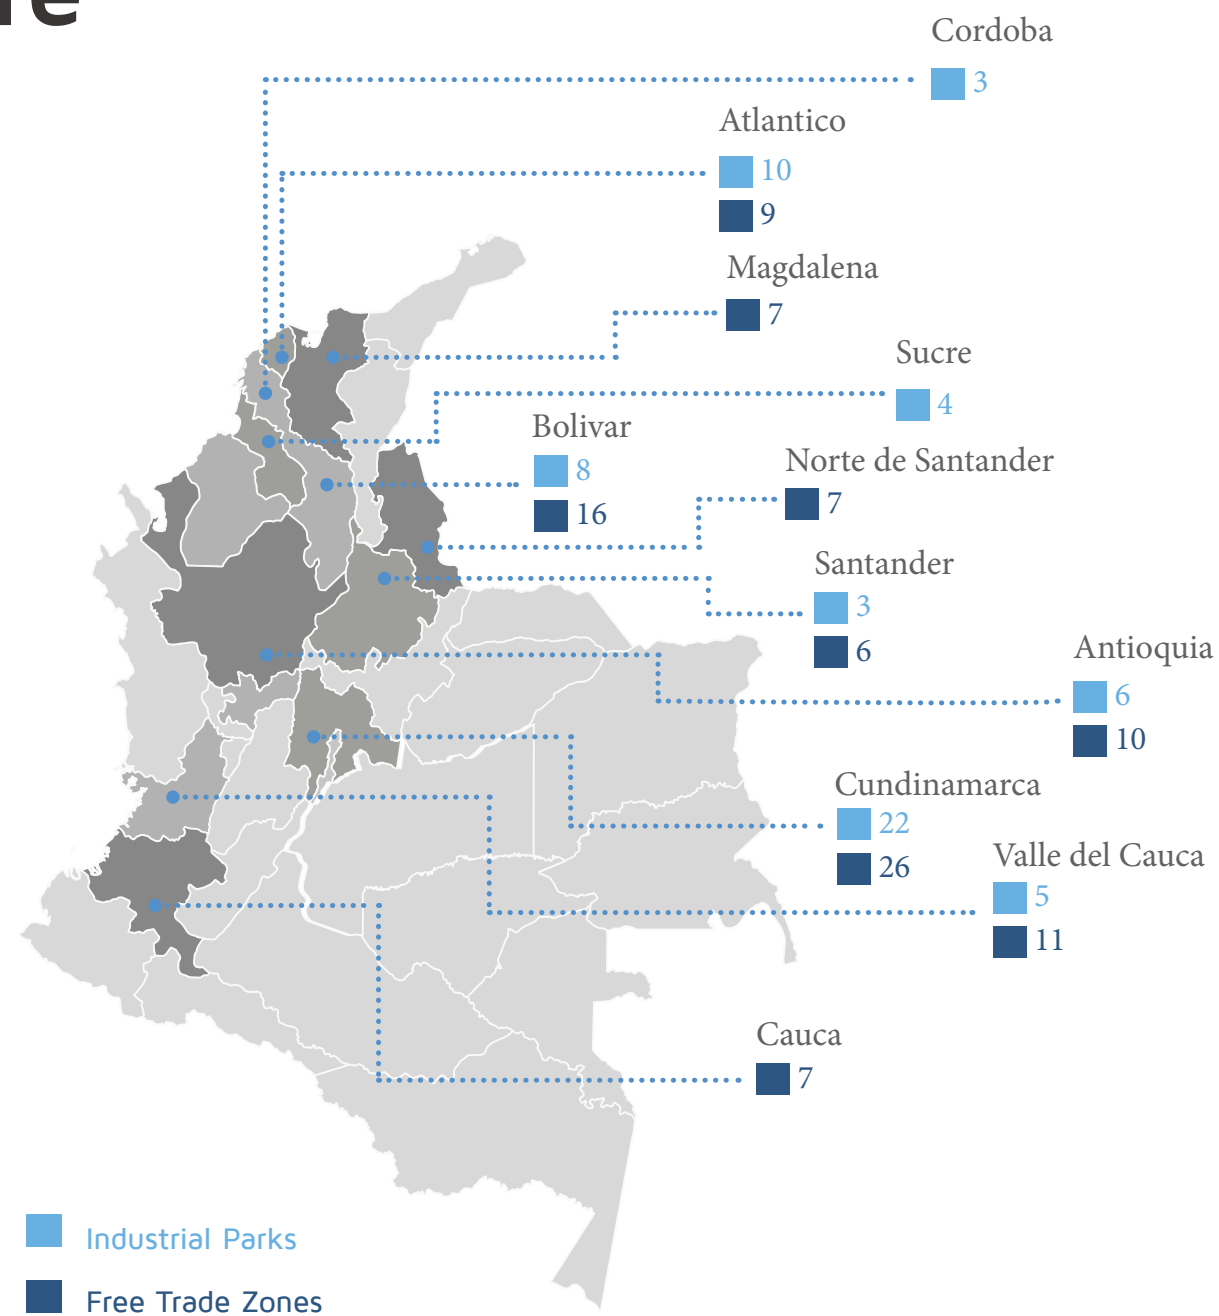 Cordoba
3
Atlantico
10
9
Magdalena
7
Sucre
4
Bolivar
8
16
Norte de Santander
7
Santander
3
6
Antioquia
6
10
Cundinamarca
22
26
Valle del Cauca
5
11
Cauca
7
Industrial Parks
Free Trade Zones